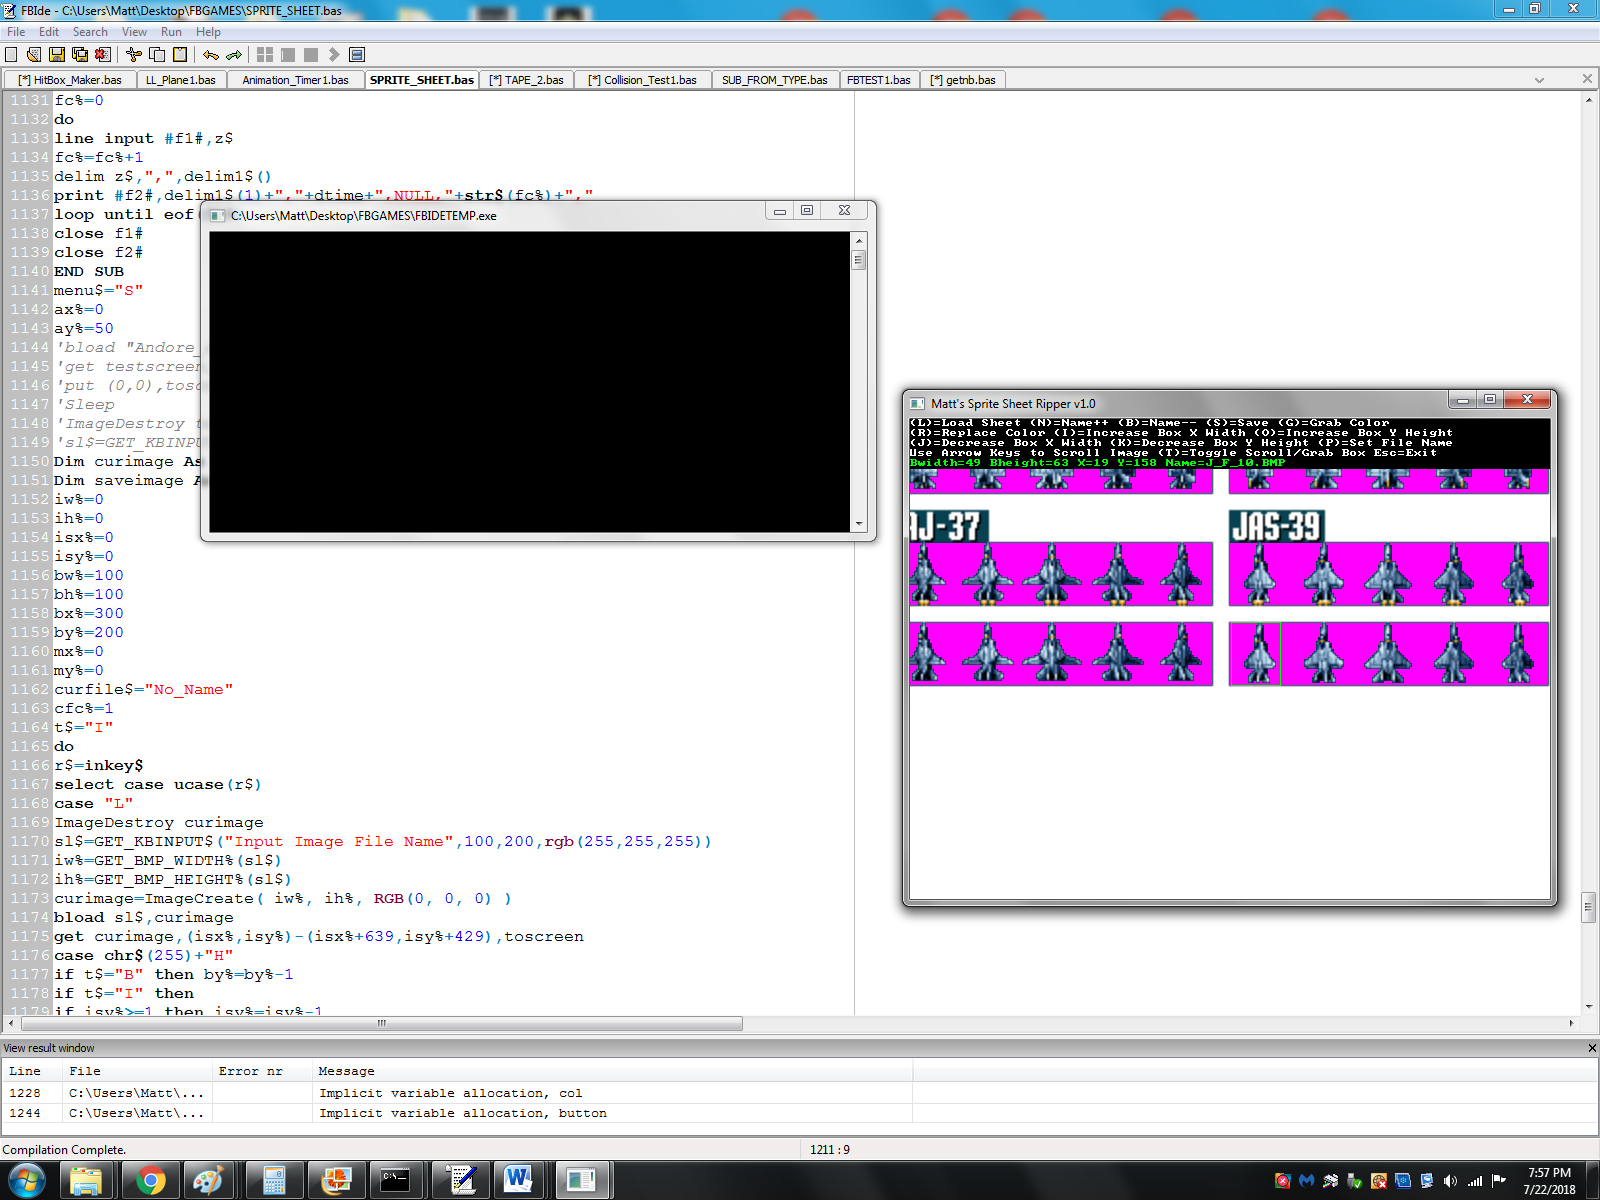 FBIde - C:\Users\Matt\Desktop\FBGAMES\SPRITE_SHEET.bas
File Edit Search View Run Help
[*] HitBox_Maker.bas LL_Plane1.bas Animation_Timer1.bas SPRITE_SHEET.bas [*] TAPE_2.bas [*] Collision_Test1.bas SUB_FROM_TYPE.bas FBTEST1.bas [*] getnb.bas
1131 fc%=0
1132 do
1133 line input #f1#,z$
1134 fc%=fc%+1
1135 delim z$,",",delim1$()
1136 print #f2#,delim1$(1)+","+dtime+",NULL,"+str$(fc%)+","
1137 loop until eof(
1138 close f1#
1139 close f2#
1140 END SUB
1141 menu$="S"
1142 ax%=0
1143 ay%=50
1144 'bload "Andore_
1145 'get testscreen
1146 'put (0,0),tosc
1147 'Sleep
1148 'ImageDestroy t
1149 'sl$=GET_KBINPU
1150 Dim curimage As
1151 Dim saveimage A
1152 iw%=0
1153 ih%=0
1154 isx%=0
1155 isy%=0
1156 bw%=100
1157 bh%=100
1158 bx%=300
1159 by%=200
1160 mx%=0
1161 my%=0
1162 curfile$="No_Name"
1163 cfc%=1
1164 t$="I"
1165 do
1166 r$=inkey$
1167 select case ucase(r$)
1168 case "L"
1169 ImageDestroy curimage
1170 sl$=GET_KBINPUT$("Input Image File Name",100,200,rgb(255,255,255))
1171 iw%=GET_BMP_WIDTH%(sl$)
1172 ih%=GET_BMP_HEIGHT%(sl$)
1173 curimage=ImageCreate( iw%, ih%, RGB(0, 0, 0) )
1174 bload sl$,curimage
1175 get curimage,(isx%,isy%)-(isx%+639,isy%+429),toscreen
1176 case chr$(255)+"H"
1177 if t$="B" then by%=by%-1
1178 if t$="I" then
1179 if isy%>=1 then isy%=isy%-1
C:\Users\Matt\Desktop\FBGAMES\FBIDETEMP.exe
Matt's Sprite Sheet Ripper v1.0
(L)=Load Sheet (N)=Name++ (B)=Name-- (S)=Save (G)=Grab Color
(R)=Replace Color (I)=Increase Box X Width (O)=Increase Box Y Height
(J)=Decrease Box X Width (K)=Decrease Box Y Height (P)=Set File Name
Use Arrow Keys to Scroll Image (T)=Toggle Scroll/Grab Box Esc=Exit
Bwidth=49 Bheight=63 X=19 Y=158 Name=J_F_10.BMP
AJ-37 JAS-39
View result window
Line File Error nr Message
1228 C:\Users\Matt\... Implicit variable allocation, col
1244 C:\Users\Matt\... Implicit variable allocation, button
Compilation Complete. 1211 : 9
7:57 PM
7/22/2018